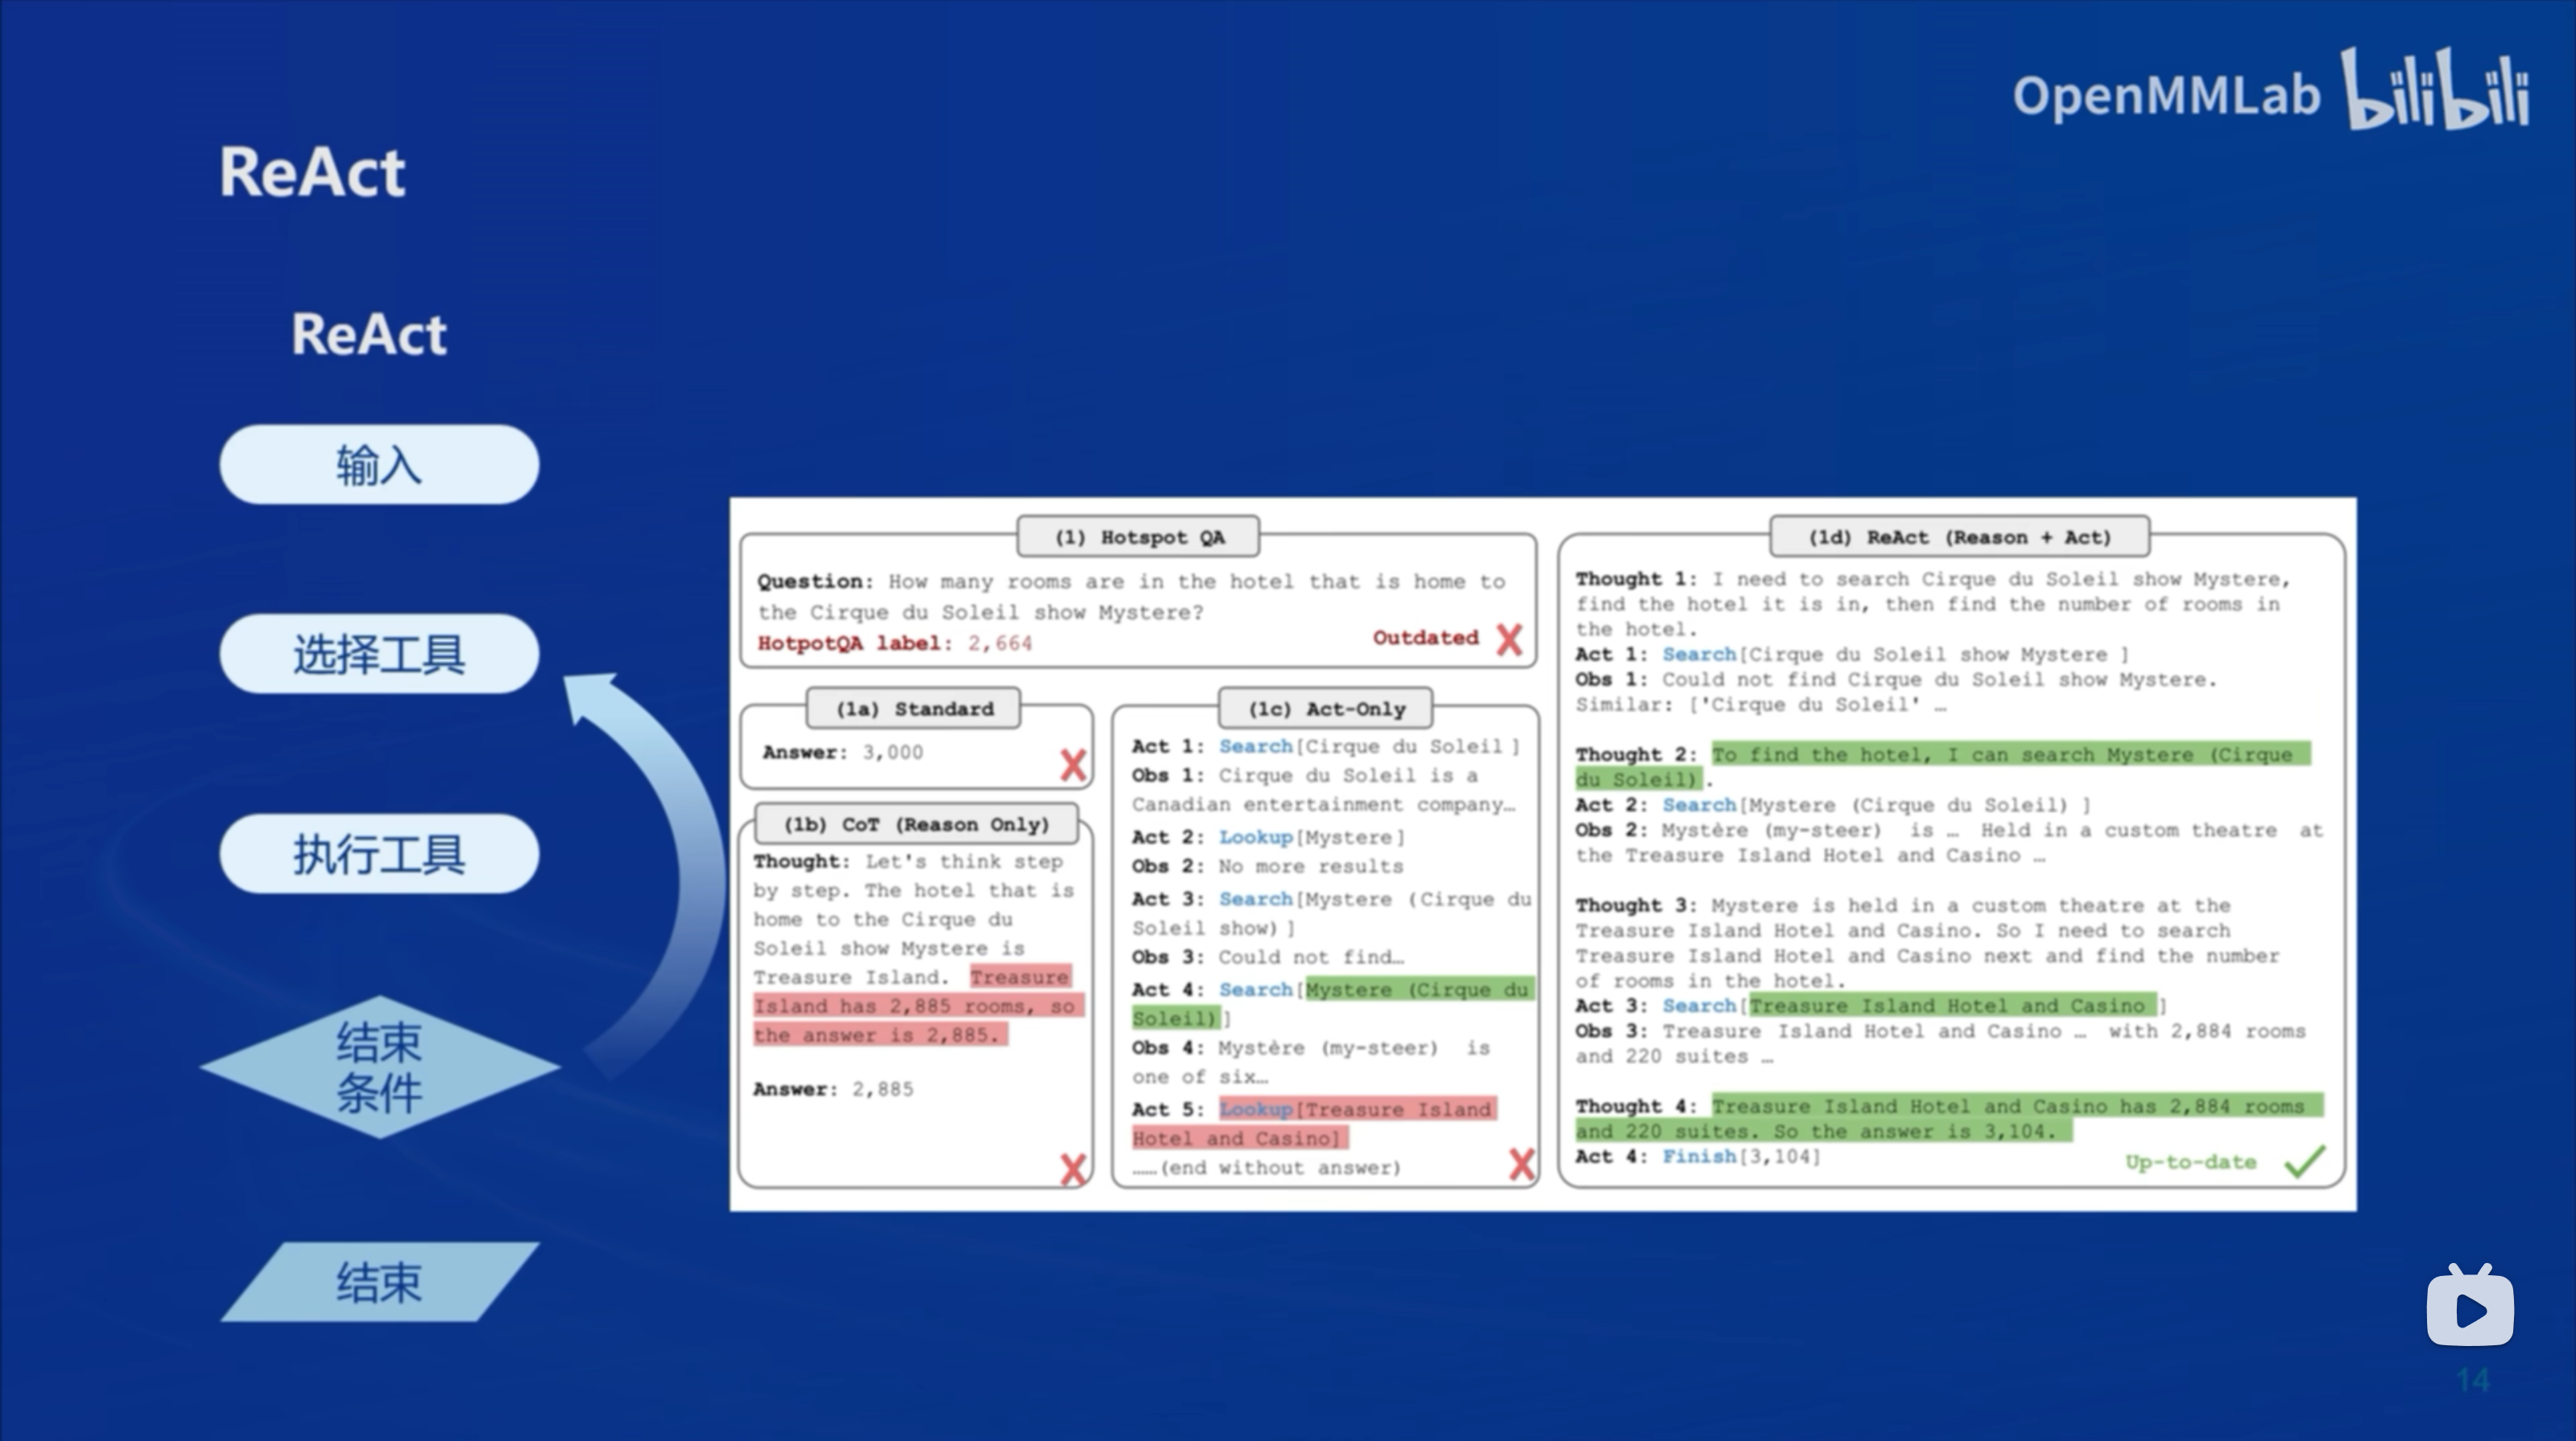 OpenMMLab bilibili
ReAct
ReAct
输入
选择工具
执行工具
结束
条件
结束
(1) Hotspot QA
Question: How many rooms are in the hotel that is home to
the Cirque du Soleil show Mystere?
HotpotQA label: 2,664
Outdated
(1a) Standard
Answer: 3,000
(1b) CoT (Reason Only)
Thought: Let's think step
by step. The hotel that is
home to the Cirque du
Soleil show Mystere is
Treasure Island. Treasure
Island has 2,885 rooms, so
the answer is 2,885.
Answer: 2,885
(1c) Act-Only
Act 1: Search[Cirque du Soleil ]
Obs 1: Cirque du Soleil is a
Canadian entertainment company…
Act 2: Lookup[Mystere]
Obs 2: No more results
Act 3: Search[Mystere (Cirque du
Soleil show) ]
Obs 3: Could not find…
Act 4: Search[Mystere (Cirque du
Soleil)]
Obs 4: Mystère (my-steer) is
one of six…
Act 5: Lookup[Treasure Island
Hotel and Casino]
……(end without answer)
(1d) ReAct (Reason + Act)
Thought 1: I need to search Cirque du Soleil show Mystere,
find the hotel it is in, then find the number of rooms in
the hotel.
Act 1: Search[Cirque du Soleil show Mystere ]
Obs 1: Could not find Cirque du Soleil show Mystere.
Similar: ['Cirque du Soleil' …
Thought 2: To find the hotel, I can search Mystere (Cirque
du Soleil).
Act 2: Search[Mystere (Cirque du Soleil) ]
Obs 2: Mystère (my-steer) is … Held in a custom theatre at
the Treasure Island Hotel and Casino …
Thought 3: Mystere is held in a custom theatre at the
Treasure Island Hotel and Casino. So I need to search
Treasure Island Hotel and Casino next and find the number
of rooms in the hotel.
Act 3: Search[Treasure Island Hotel and Casino ]
Obs 3: Treasure Island Hotel and Casino … with 2,884 rooms
and 220 suites …
Thought 4: Treasure Island Hotel and Casino has 2,884 rooms
and 220 suites. So the answer is 3,104.
Act 4: Finish[3,104]
Up-to-date
14